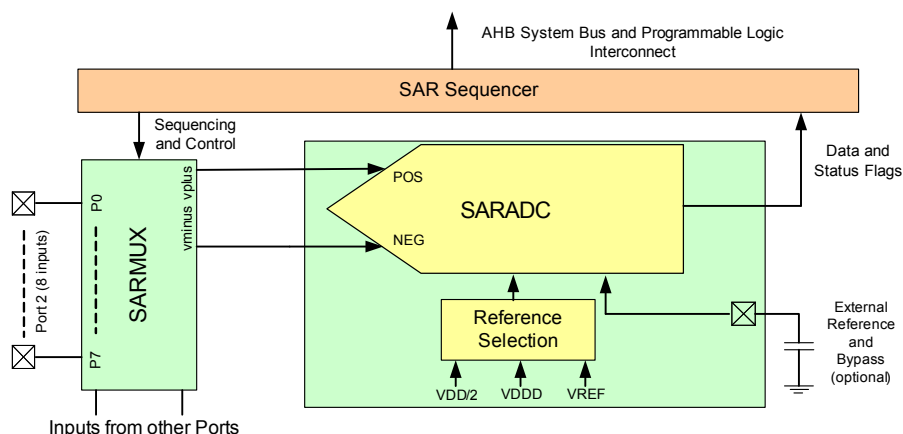 AHB System Bus and Programmable Logic
Interconnect
SAR Sequencer
Sequencing
and Control
Data and
Status Flags
vminus vplus
POS
NEG
SARADC
P0
P7
Port 2 (8 inputs)
SARMUX
Reference
Selection
External
Reference
and
Bypass
(optional)
VDD/2
VDDD
VREF
Inputs from other Ports